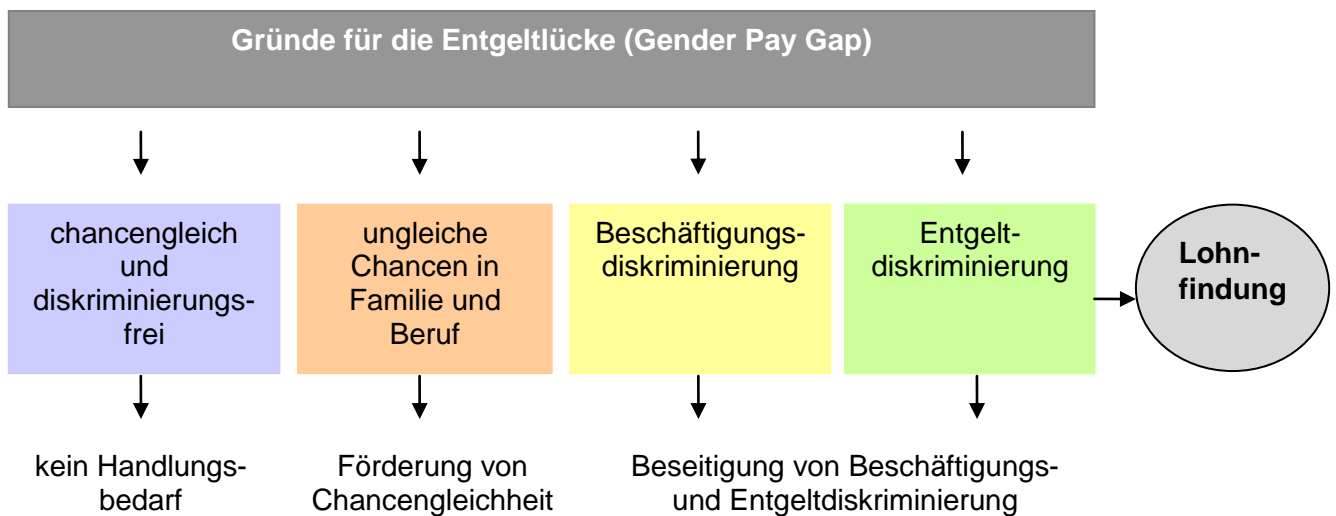 Gründe für die Entgeltlücke (Gender Pay Gap)
chancengleich
und
diskriminierungs-
frei
ungleiche
Chancen in
Familie und
Beruf
Beschäftigungs-
diskriminierung
Entgelt-
diskriminierung
Lohn-
findung
kein Handlungs-
bedarf
Förderung von
Chancengleichheit
Beseitigung von Beschäftigungs-
und Entgeltdiskriminierung